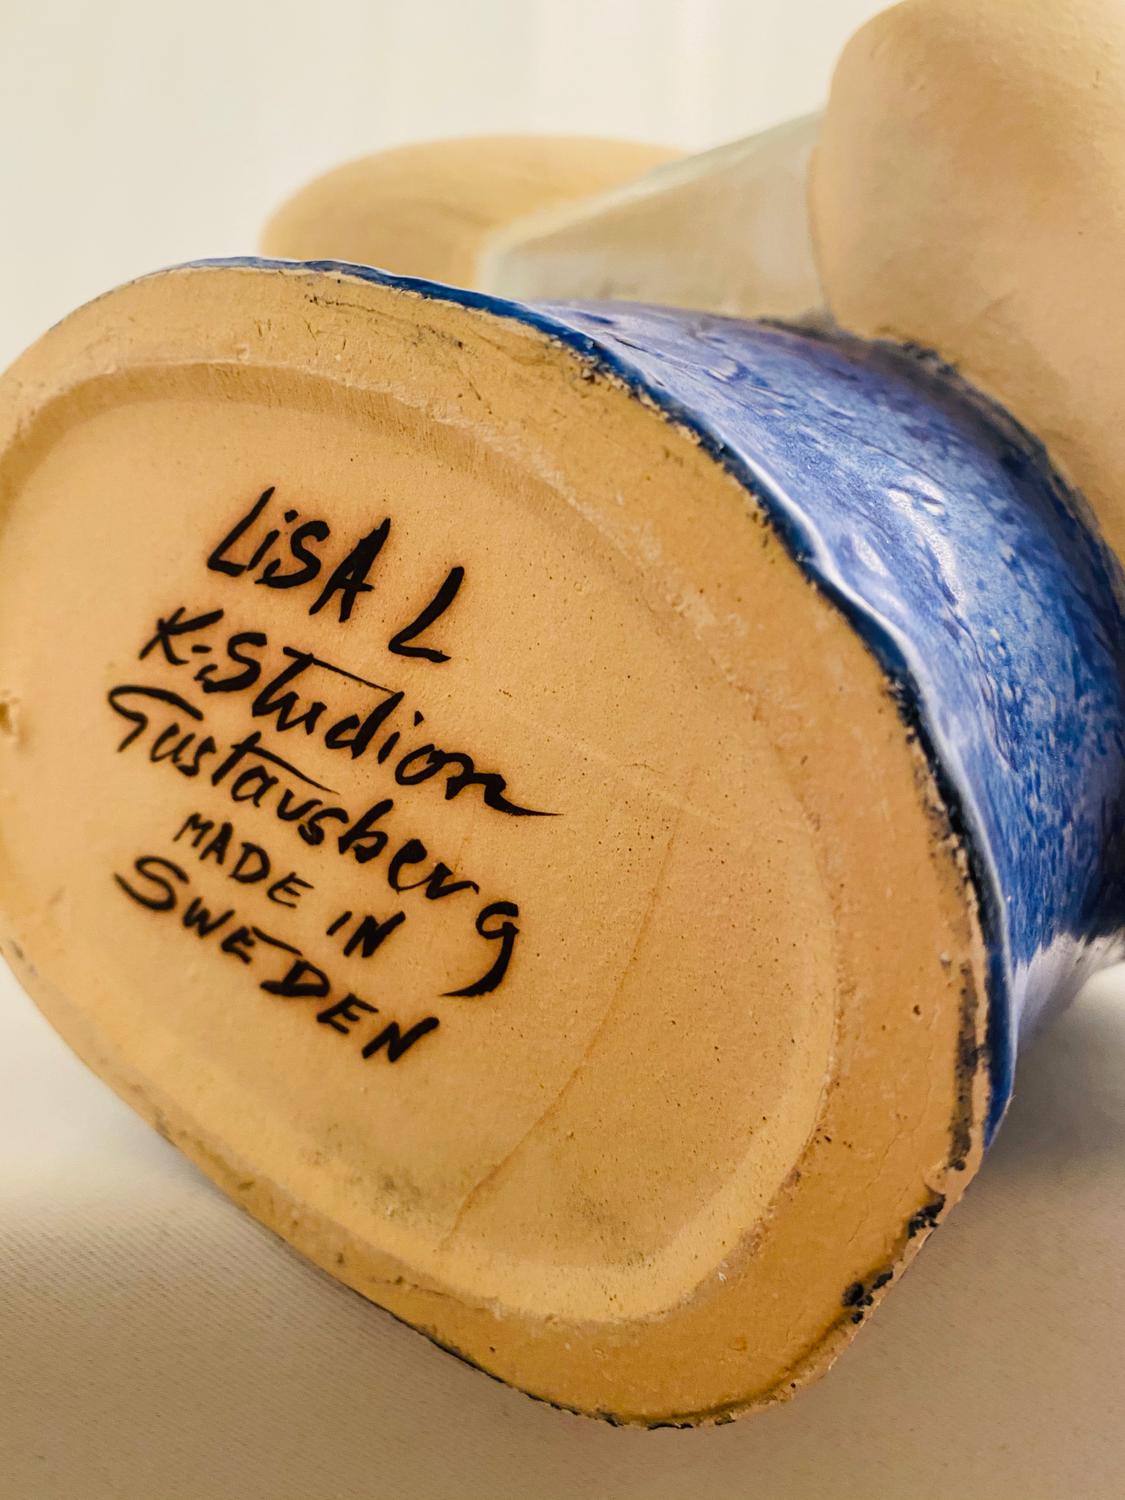 LiSA L
K-Studion
Gustavsberg
MADE IN
SWEDEN